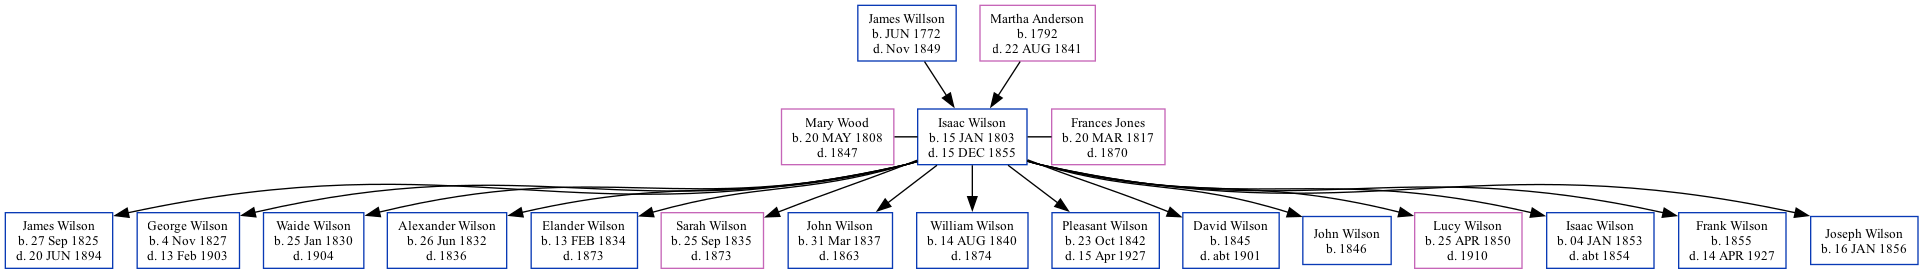 James Willson
b. JUN 1772
d. Nov 1849
Martha Anderson
b. 1792
d. 22 AUG 1841
Mary Wood
b. 20 MAY 1808
d. 1847
Isaac Wilson
b. 15 JAN 1803
d. 15 DEC 1855
Frances Jones
b. 20 MAR 1817
d. 1870
James Wilson
b. 27 Sep 1825
d. 20 JUN 1894
George Wilson
b. 4 Nov 1827
d. 13 Feb 1903
Waide Wilson
b. 25 Jan 1830
d. 1904
Alexander Wilson
b. 26 Jun 1832
d. 1836
Elander Wilson
b. 13 FEB 1834
d. 1873
Sarah Wilson
b. 25 Sep 1835
d. 1873
John Wilson
b. 31 Mar 1837
d. 1863
William Wilson
b. 14 AUG 1840
d. 1874
Pleasant Wilson
b. 23 Oct 1842
d. 15 Apr 1927
David Wilson
b. 1845
d. abt 1901
John Wilson
b. 1846
Lucy Wilson
b. 25 APR 1850
d. 1910
Isaac Wilson
b. 04 JAN 1853
d. abt 1854
Frank Wilson
b. 1855
d. 14 APR 1927
Joseph Wilson
b. 16 JAN 1856